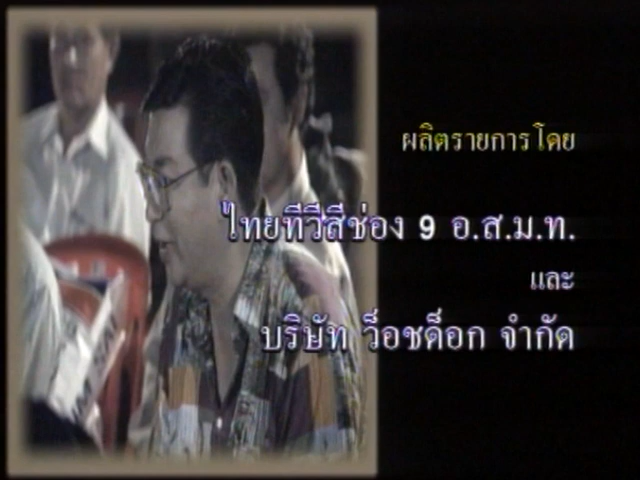 ผลิตรายการโดย
ไทยทีวีสีช่อง 9 อ.ส.ม.ท.
และ
บริษัท ว็อชด็อก จำกัด